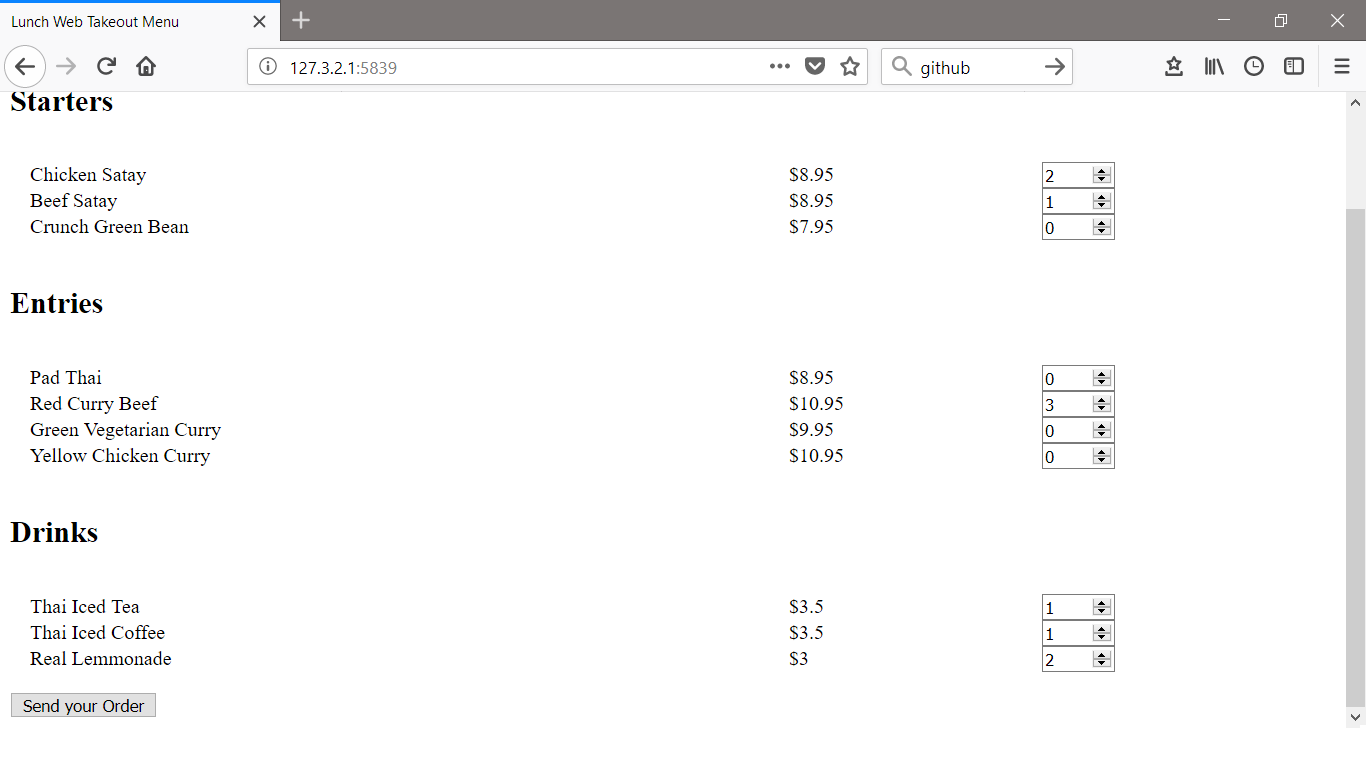 Lunch Web Takeout Menu
127.3.2.1:5839
github
Starters
Chicken Satay $8.95 2
Beef Satay $8.95 1
Crunch Green Bean $7.95 0
Entries
Pad Thai $8.95 0
Red Curry Beef $10.95 3
Green Vegetarian Curry $9.95 0
Yellow Chicken Curry $10.95 0
Drinks
Thai Iced Tea $3.5 1
Thai Iced Coffee $3.5 1
Real Lemmonade $3 2
Send your Order